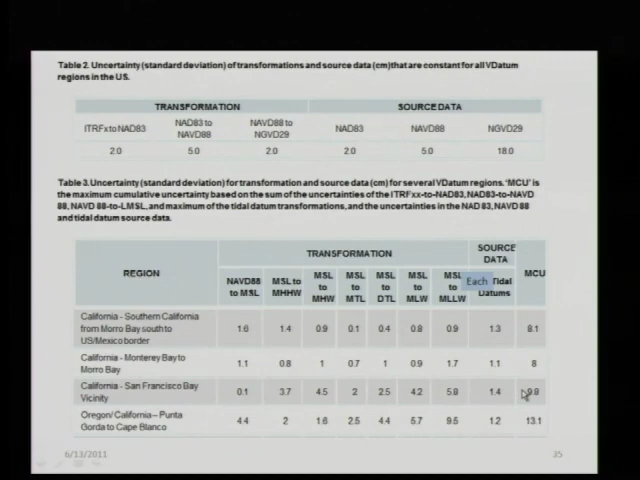 Table 2. Uncertainty (standard deviation) of transformations and source data (cm)that are constant for all VDatum
regions in the US.
TRANSFORMATION SOURCE DATA
ITRFx to NAD83 NAD83 to NAVD88 NAVD88 to NGVD29 NAD83 NAVD88 NGVD29
2.0 5.0 2.0 2.0 5.0 18.0
Table 3. Uncertainty (standard deviation) for transformation and source data (cm) for several VDatum regions. 'MCU' is
the maximum cumulative uncertainty based on the sum of the uncertainties of the ITRFxx-to-NAD83, NAD83-to-NAVD
88, NAVD 88-to-LMSL, and maximum of the tidal datum transformations, and the uncertainties in the NAD 83, NAVD 88
and tidal datum source data.
REGION TRANSFORMATION SOURCE DATA MCU
NAVD88 to MSL MSL to MHHW MSL to MHW MSL to MTL MSL to DTL MSL to MLW MSL to MLLW Each Tidal Datums
California - Southern California
from Morro Bay south to
US/Mexico border
1.6 1.4 0.9 0.1 0.4 0.8 0.9 1.3 8.1
California - Monterey Bay to
Morro Bay
1.1 0.8 1 0.7 1 0.9 1.7 1.1 8
California - San Francisco Bay
Vicinity
0.1 3.7 4.5 2 2.5 4.2 5.8 1.4 9.8
Oregon/ California – Punta
Gorda to Cape Blanco
4.4 2 1.6 2.5 4.4 5.7 9.5 1.2 13.1
6/13/2011 35